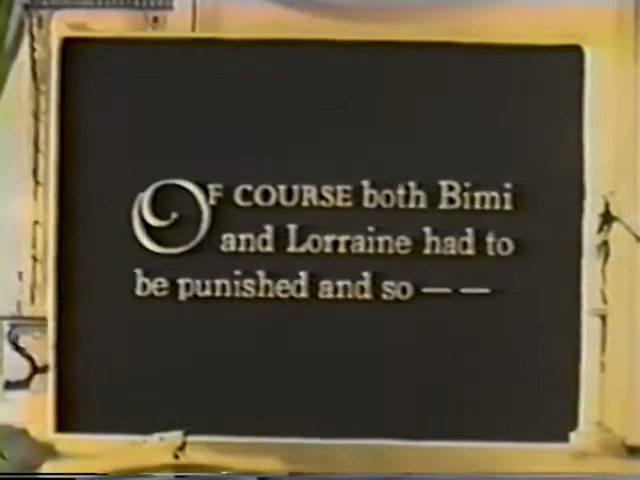 OF COURSE both Bimi
and Lorraine had to
be punished and so — —